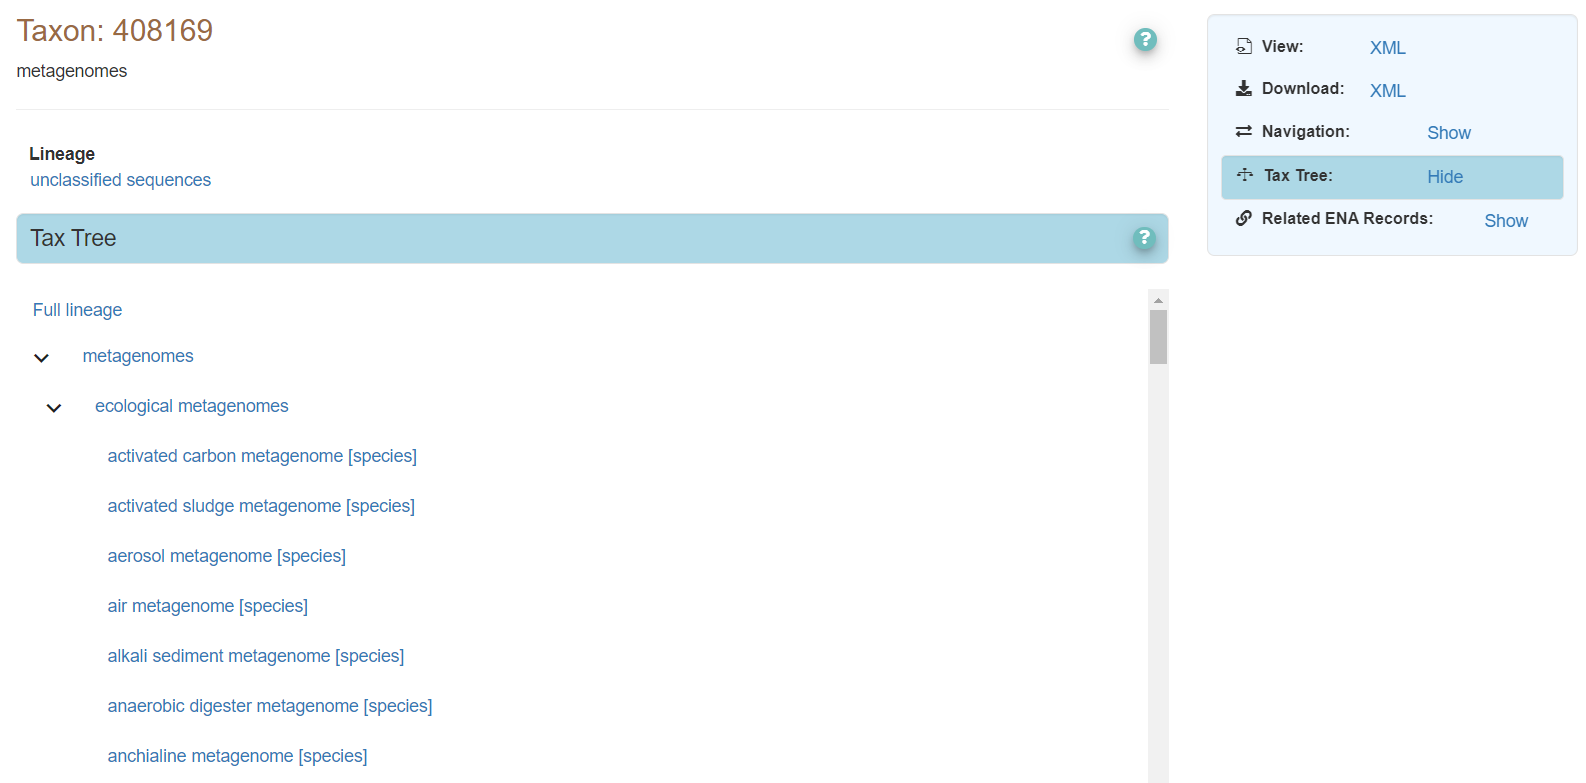 Taxon: 408169
metagenomes
Lineage
unclassified sequences
Tax Tree
Full lineage
metagenomes
ecological metagenomes
activated carbon metagenome [species]
activated sludge metagenome [species]
aerosol metagenome [species]
air metagenome [species]
alkali sediment metagenome [species]
anaerobic digester metagenome [species]
anchialine metagenome [species]
View: XML
Download: XML
Navigation: Show
Tax Tree: Hide
Related ENA Records: Show